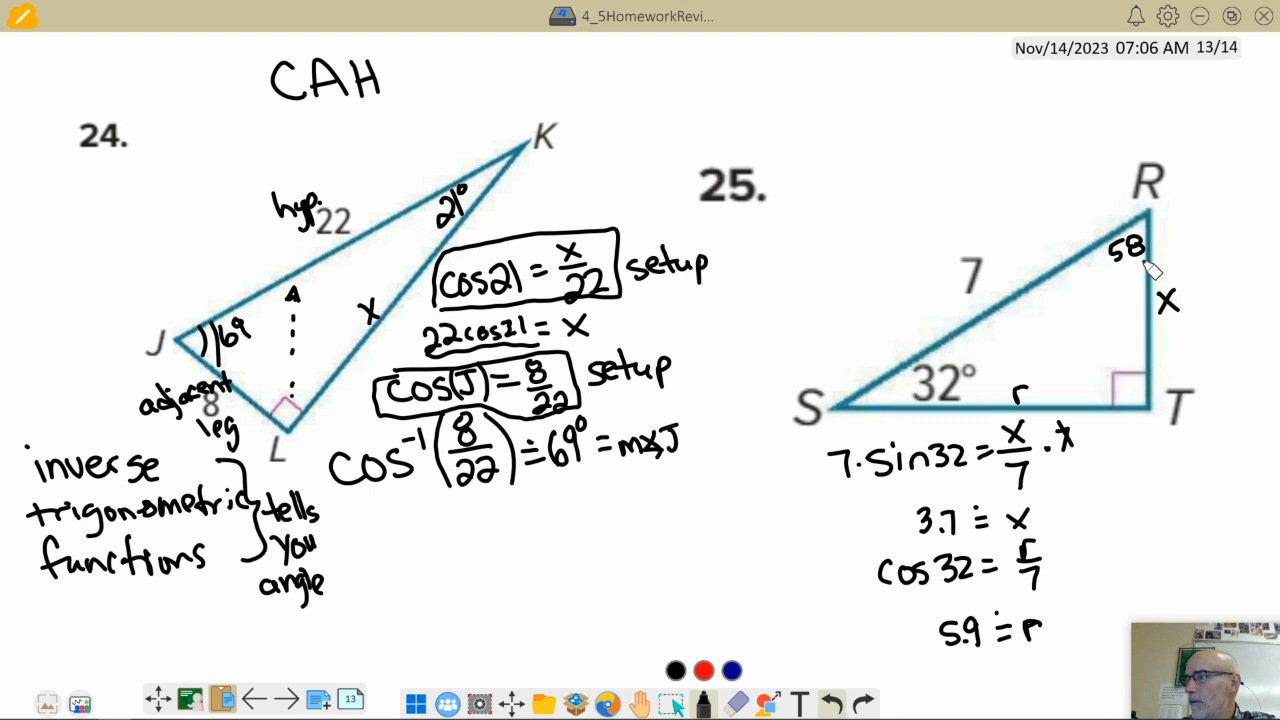 4_5HomeworkRevi...
Nov/14/2023 07:06 AM 13/14
CAH
24.
K
hyp.
22
21°
J
69
x
adjacent
8
leg
L
cos21 = x/22 setup
22cos21 = x
cos(J) = 8/22 setup
cos⁻¹(8/22) ≐ 69° = m∡J
inverse
trigonometric
functions
tells
you
angle
25.
R
58
7
x
S
32°
r
T
7·sin32 = x/7 · 7
3.7 ≐ x
cos32 = r/7
5.9 ≐ r
13
T